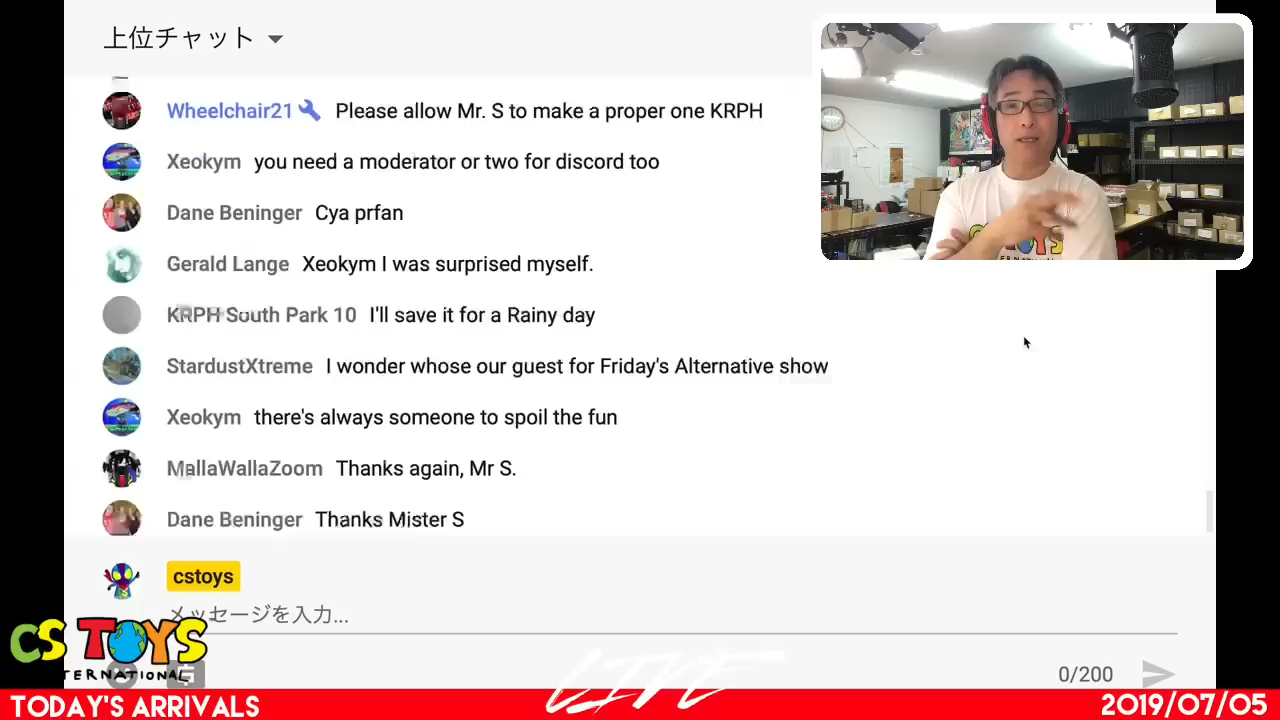 上位チャット
Wheelchair21 Please allow Mr. S to make a proper one KRPH
Xeokym you need a moderator or two for discord too
Dane Beninger Cya prfan
Gerald Lange Xeokym I was surprised myself.
KRPH South Park 10 I'll save it for a Rainy day
StardustXtreme I wonder whose our guest for Friday's Alternative show
Xeokym there's always someone to spoil the fun
MallaWallaZoom Thanks again, Mr S.
Dane Beninger Thanks Mister S
cstoys
メッセージを入力...
CS TOYS
0/200
LIVE
TODAY'S ARRIVALS
2019/07/05